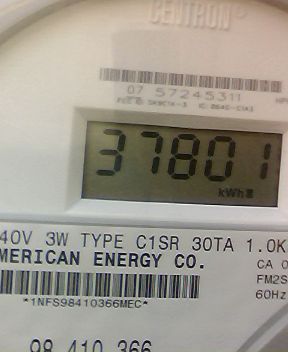 CENTRON®
07 57245311
37801
kWh
40V 3W TYPE C1SR 30TA 1.0K
MERICAN ENERGY CO.
CA 0
FM2S
60Hz
*1NFS98410366MEC*
98 410 366